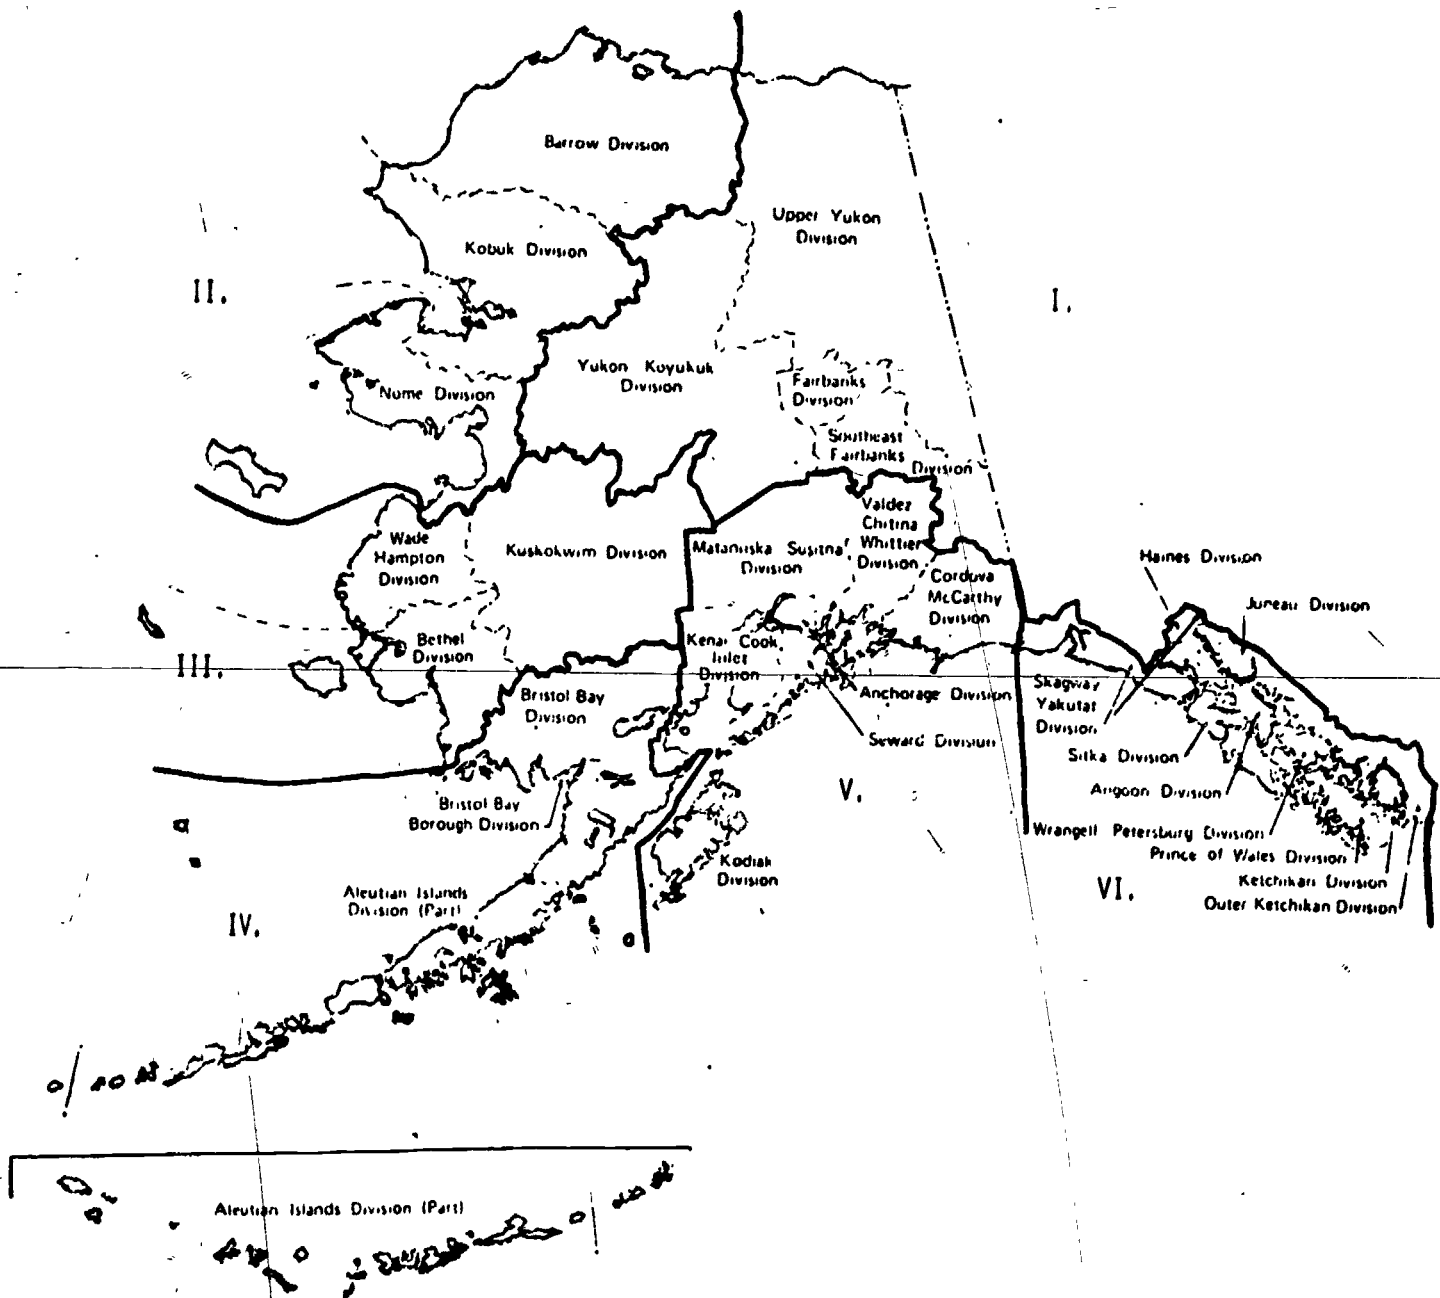 Barrow Division
Upper Yukon
Division
Kobuk Division
II.
I.
Yukon Koyukuk
Division
Fairbanks
Division
Nome Division
Southeast
Fairbanks
Division
Valdez
Chitina
Whittier
Division
Wade
Hampton
Division
Kuskokwim Division
Matanuska Susitna
Division
Haines Division
Cordova
McCarthy
Division
Juneau Division
Bethel
Division
Kenai Cook
Inlet
Division
III.
Bristol Bay
Division
Anchorage Division
Skagway
Yakutat
Division
Seward Division
Sitka Division
V.
Angoon Division
Bristol Bay
Borough Division
Wrangell Petersburg Division
Prince of Wales Division
Kodiak
Division
Ketchikan Division
VI.
Outer Ketchikan Division
Aleutian Islands
Division (Part)
IV.
Aleutian Islands Division (Part)